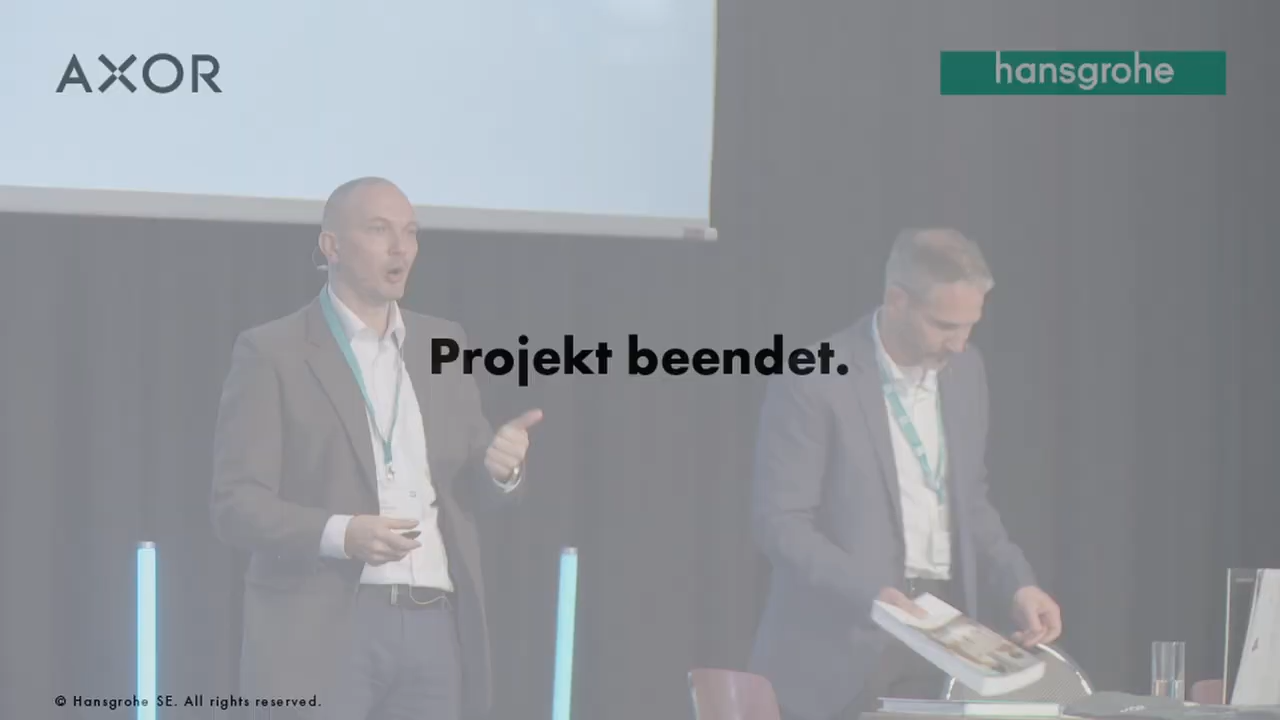 AXOR
hansgrohe
Projekt beendet.
© Hansgrohe SE. All rights reserved.